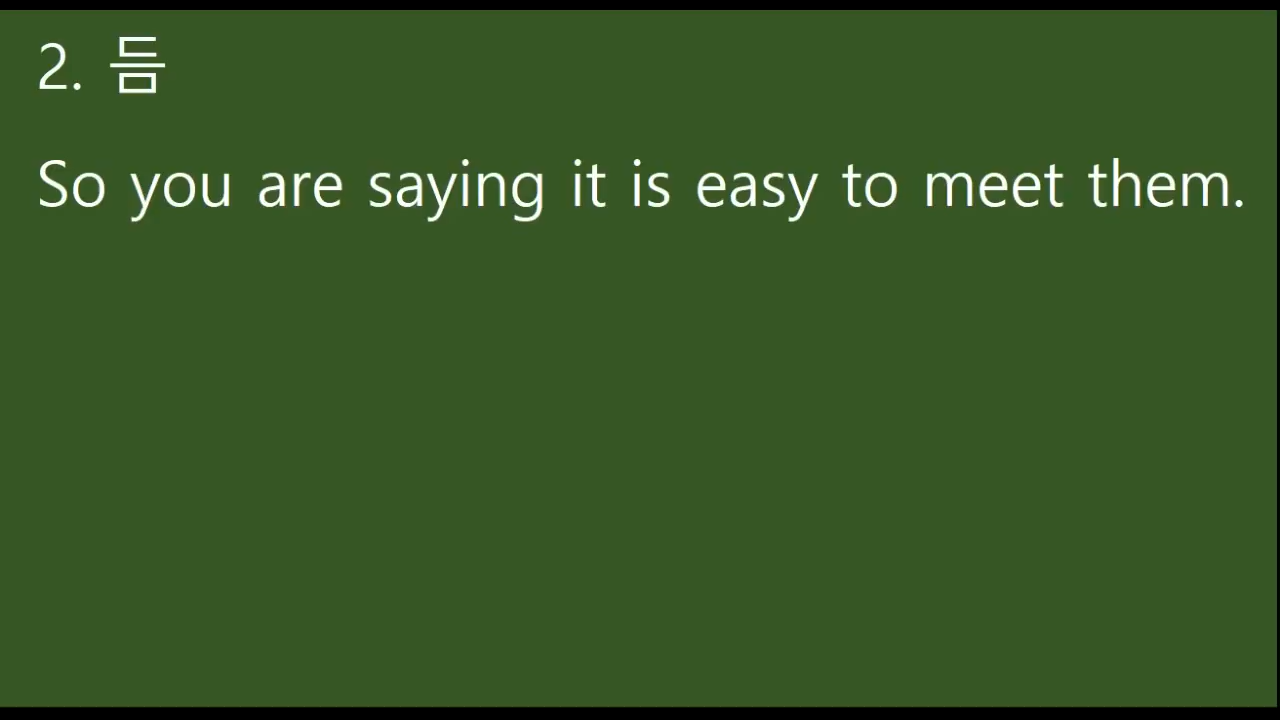 2. 듬
So you are saying it is easy to meet them.